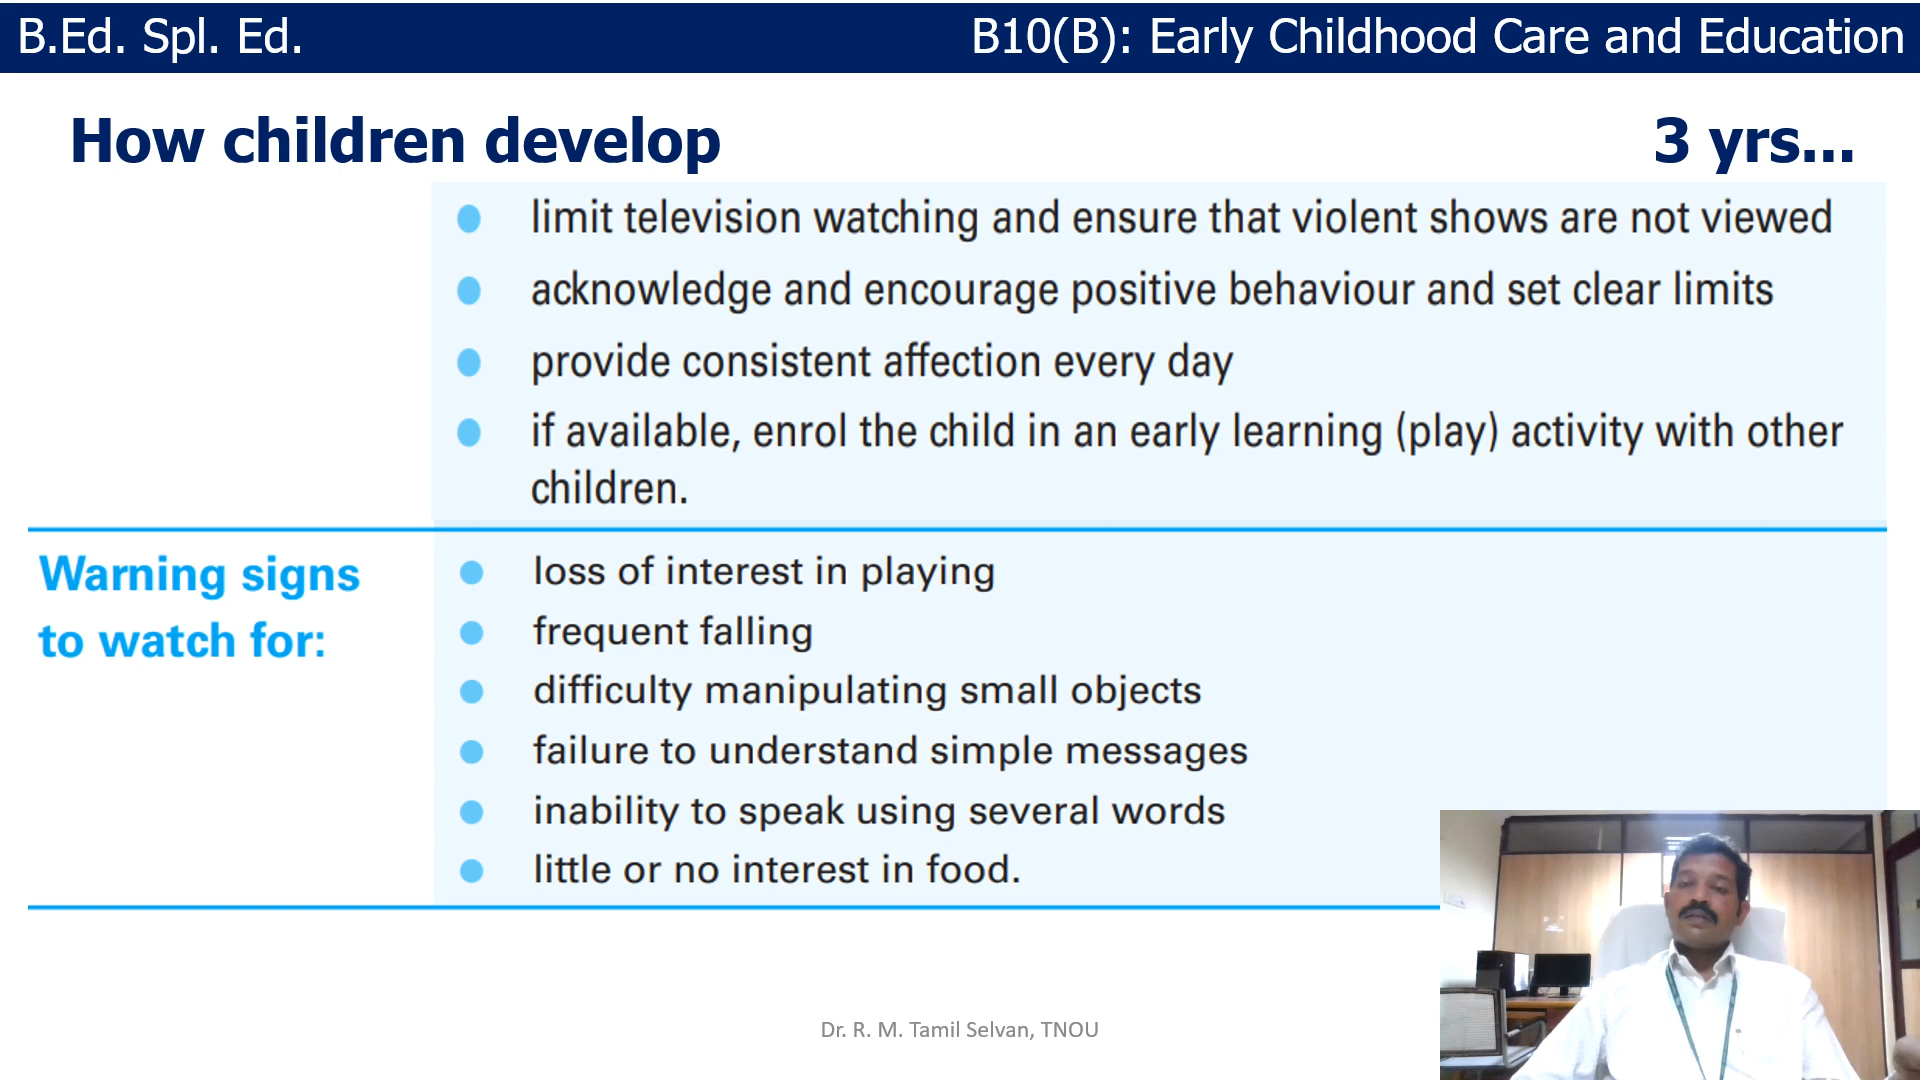 B.Ed. Spl. Ed.
B10(B): Early Childhood Care and Education
How children develop
3 yrs...
limit television watching and ensure that violent shows are not viewed
acknowledge and encourage positive behaviour and set clear limits
provide consistent affection every day
if available, enrol the child in an early learning (play) activity with other
children.
Warning signs
to watch for:
loss of interest in playing
frequent falling
difficulty manipulating small objects
failure to understand simple messages
inability to speak using several words
little or no interest in food.
Dr. R. M. Tamil Selvan, TNOU